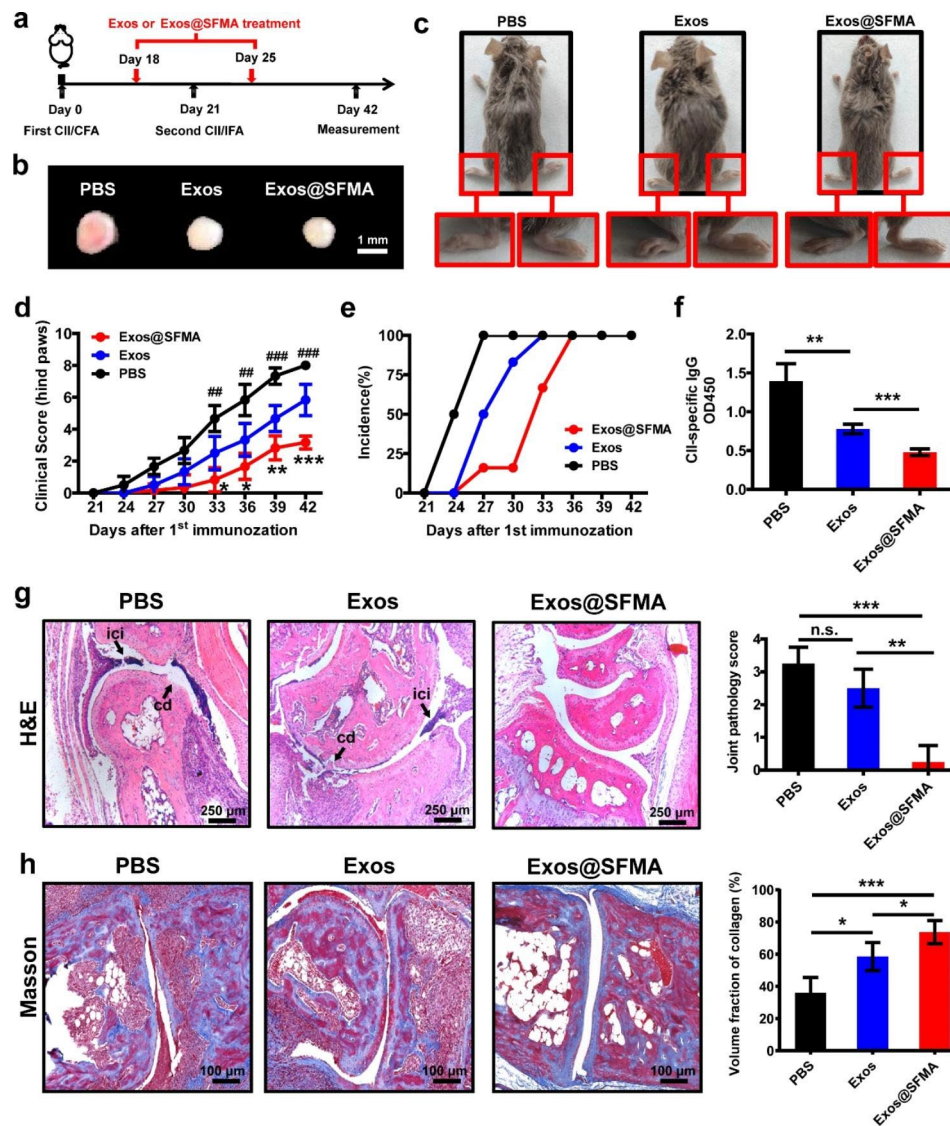 a
Exos or Exos@SFMA treatment
Day 18
Day 25
Day 0
Day 21
Day 42
First CII/CFA
Second CII/IFA
Measurement
b
PBS
Exos
Exos@SFMA
1 mm
c
PBS
Exos
Exos@SFMA
d
Clinical Score (hind paws)
10
8
6
4
2
0
Exos@SFMA
Exos
PBS
##
##
###
###
*
*
**
***
21 24 27 30 33 36 39 42
Days after 1st immunozation
e
Incidence(%)
100
50
0
Exos@SFMA
Exos
PBS
21 24 27 30 33 36 39 42
Days after 1st immunozation
f
CII-specific IgG
OD450
2.0
1.5
1.0
0.5
0.0
**
***
PBS
Exos
Exos@SFMA
g
H&E
PBS
ici
cd
250 μm
Exos
ici
cd
250 μm
Exos@SFMA
250 μm
Joint pathology score
4
3
2
1
0
***
n.s.
**
PBS
Exos
Exos@SFMA
h
Masson
PBS
100 μm
Exos
100 μm
Exos@SFMA
100 μm
Volume fraction of collagen (%)
100
80
60
40
20
0
***
*
*
PBS
Exos
Exos@SFMA